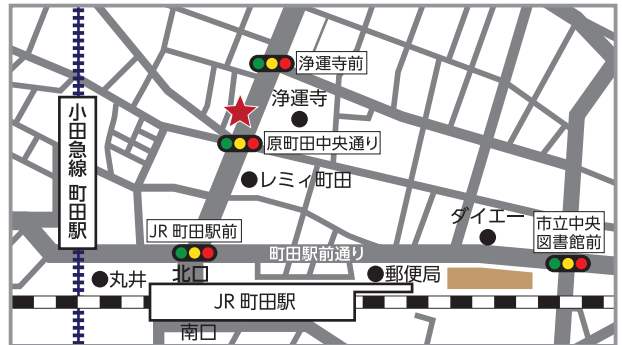 浄運寺前
浄運寺
原町田中央通り
小田急線 町田駅
レミィ町田
ダイエー
JR 町田駅前
市立中央
図書館前
町田駅前通り
丸井
北口
郵便局
JR 町田駅
南口